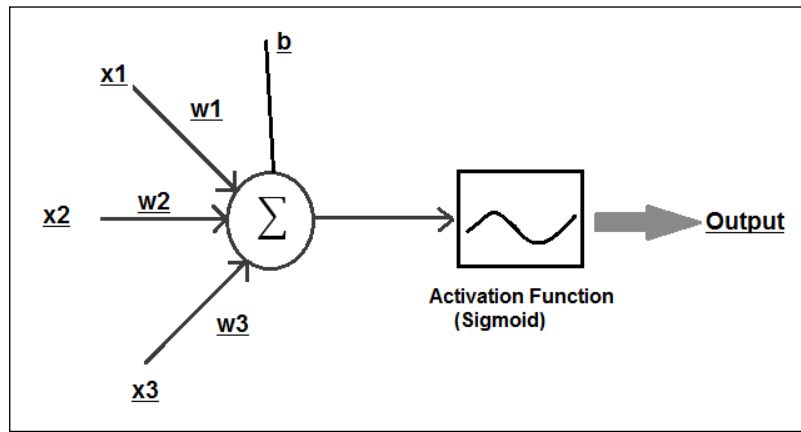 b
x1
w1
x2
w2
∑
Output
Activation Function
(Sigmoid)
w3
x3